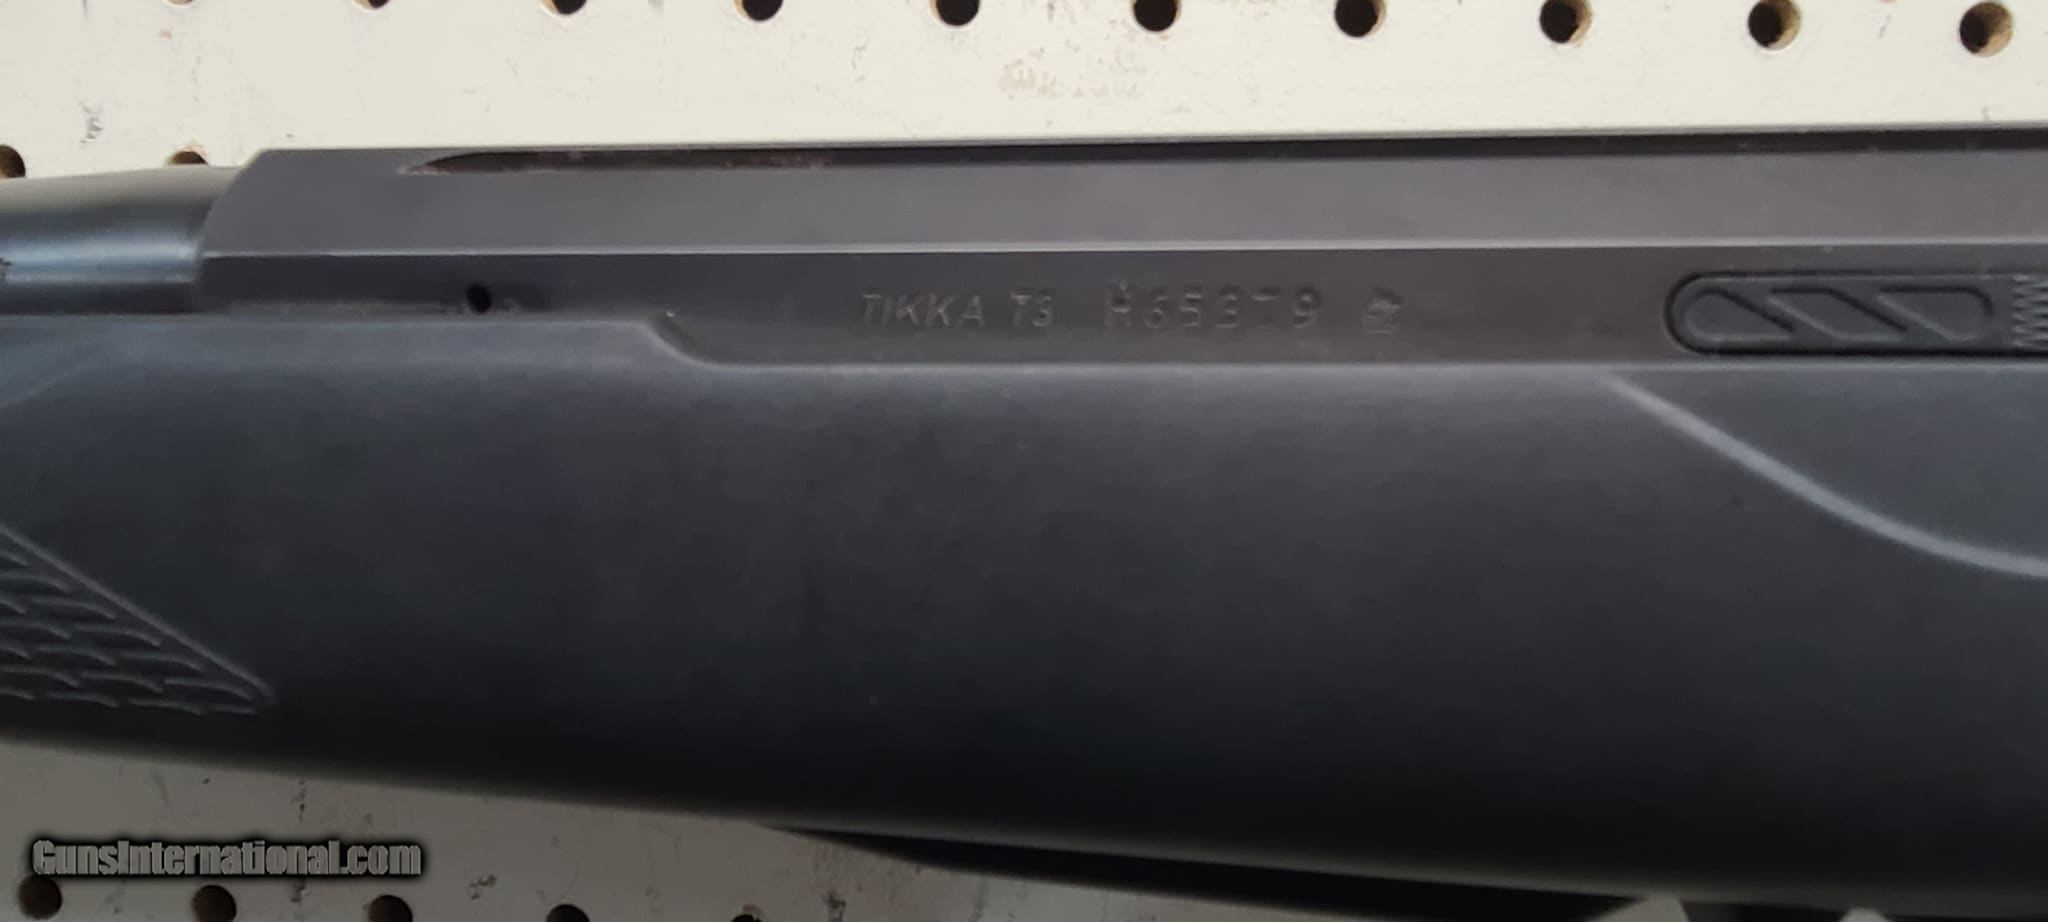 TIKKA T3 H65379
GunsInternational.com